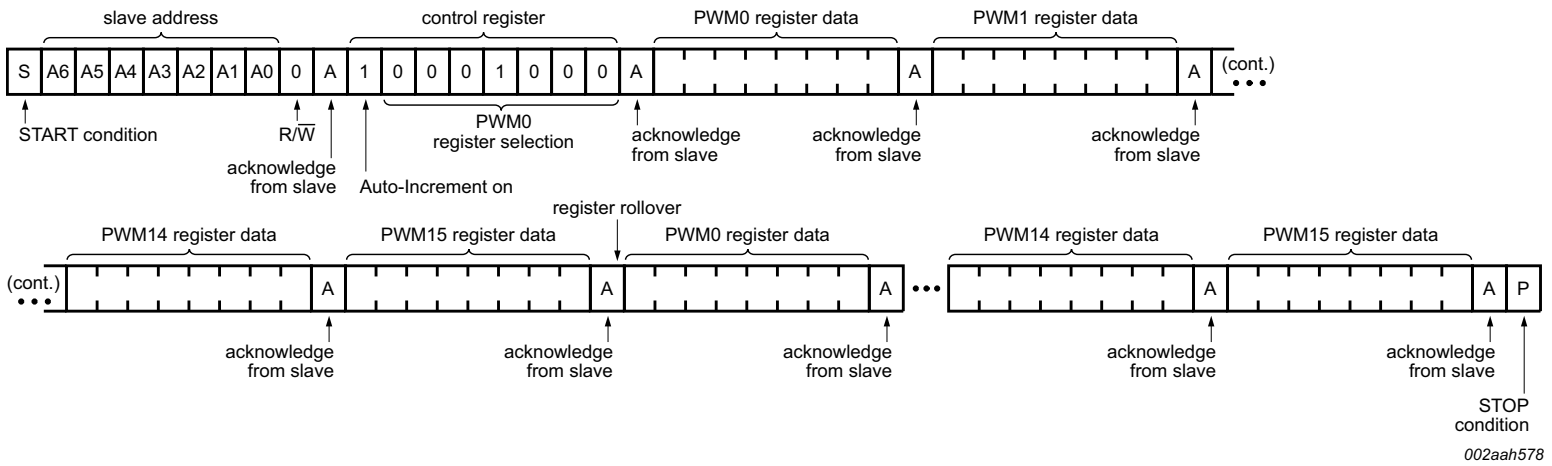 slave address control register PWM0 register data PWM1 register data
S A6 A5 A4 A3 A2 A1 A0 0 A 1 0 0 0 1 0 0 0 A A A (cont.)
START condition R/W̅ PWM0 register selection
acknowledge from slave
Auto-Increment on
acknowledge from slave
acknowledge from slave
acknowledge from slave
register rollover
PWM14 register data PWM15 register data PWM0 register data PWM14 register data PWM15 register data
(cont.) A A A A A P
acknowledge from slave
acknowledge from slave
acknowledge from slave
acknowledge from slave
acknowledge from slave
STOP condition
002aah578